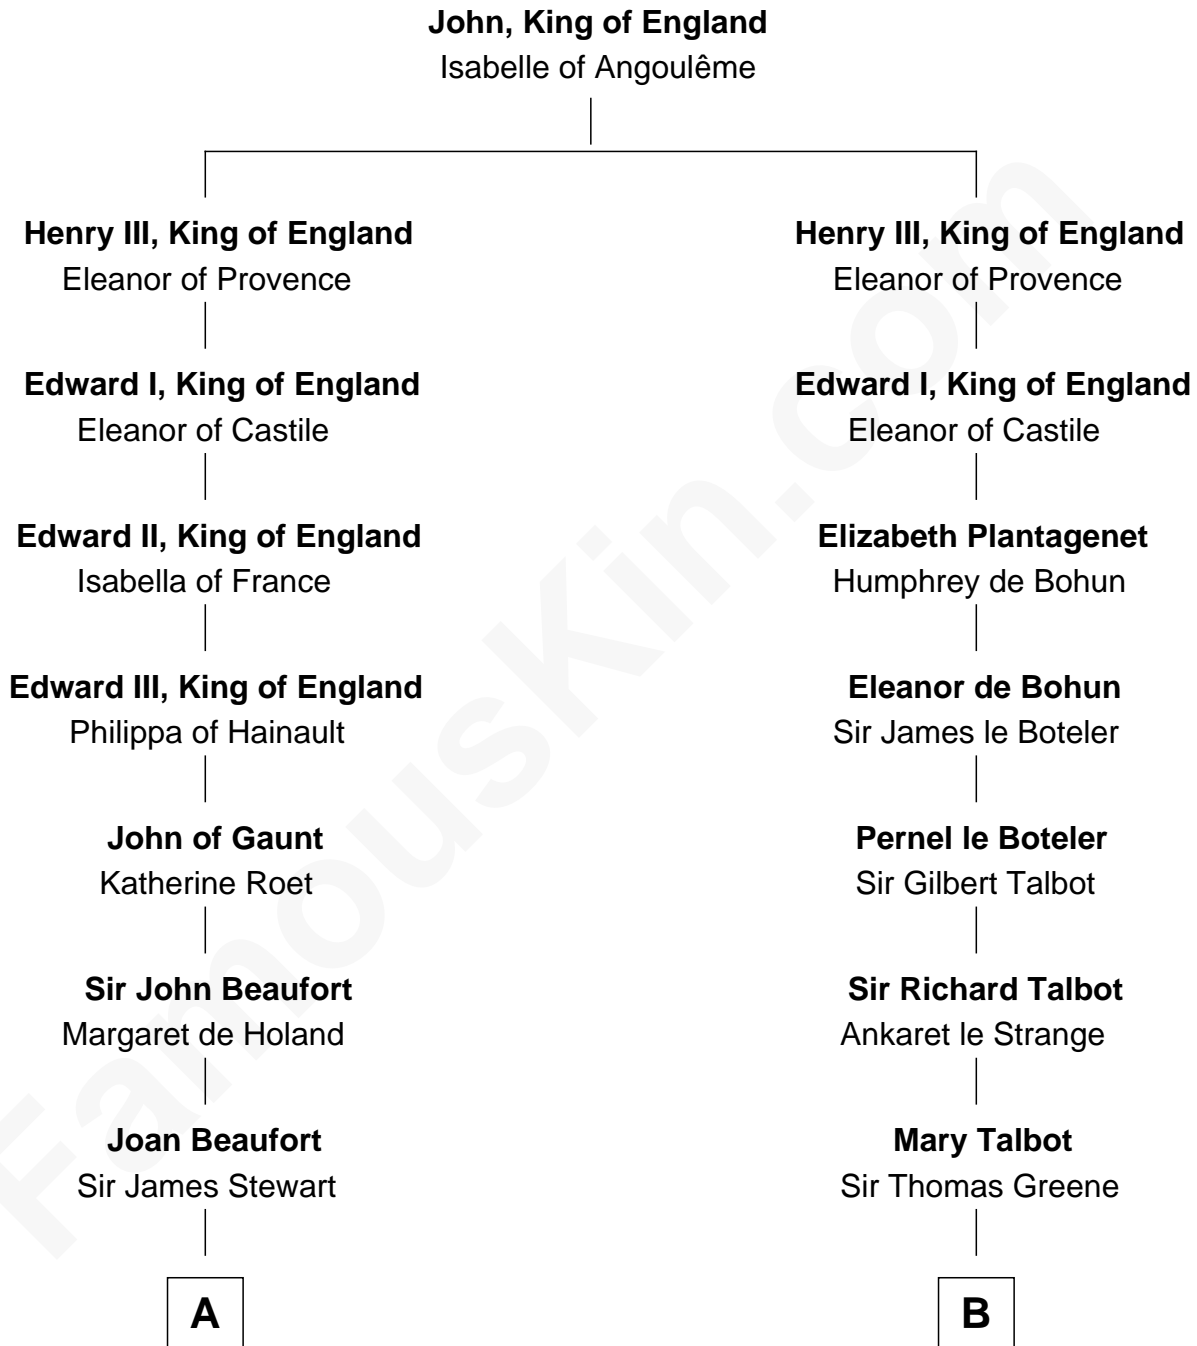 John, King of England
Isabelle of Angoulême
Henry III, King of England
Eleanor of Provence
Henry III, King of England
Eleanor of Provence
Edward I, King of England
Eleanor of Castile
Edward I, King of England
Eleanor of Castile
Edward II, King of England
Isabella of France
Elizabeth Plantagenet
Humphrey de Bohun
Edward III, King of England
Philippa of Hainault
Eleanor de Bohun
Sir James le Boteler
John of Gaunt
Katherine Roet
Pernel le Boteler
Sir Gilbert Talbot
Sir John Beaufort
Margaret de Holand
Sir Richard Talbot
Ankaret le Strange
Joan Beaufort
Sir James Stewart
Mary Talbot
Sir Thomas Greene
A
B
FamousKin.com